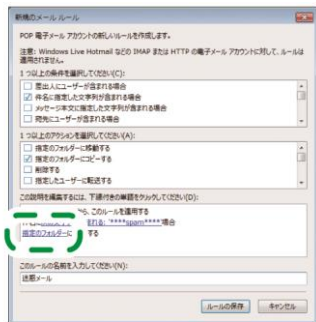 新規のメール ルール
POP 電子メール アカウントの新しいルールを作成します。
注意: Windows Live Hotmail などの IMAP または HTTP の電子メール アカウントに対して、ルールは
適用されません。
1 つ以上の条件を選択してください(C):
差出人にユーザーが含まれる場合
件名に指定した文字列が含まれる場合
メッセージ本文に指定した文字列が含まれる場合
宛先にユーザーが含まれる場合
1 つ以上のアクションを選択してください(A):
指定のフォルダーに移動する
指定のフォルダーにコピーする
削除する
指定したユーザーに転送する
この説明を編集するには、下線付きの単語をクリックしてください(D):
ら、このルールを適用する
まれる: '****spam****'場合
指定のフォルダーに する
このルールの名前を入力してください(N):
迷惑メール
ルールの保存 キャンセル